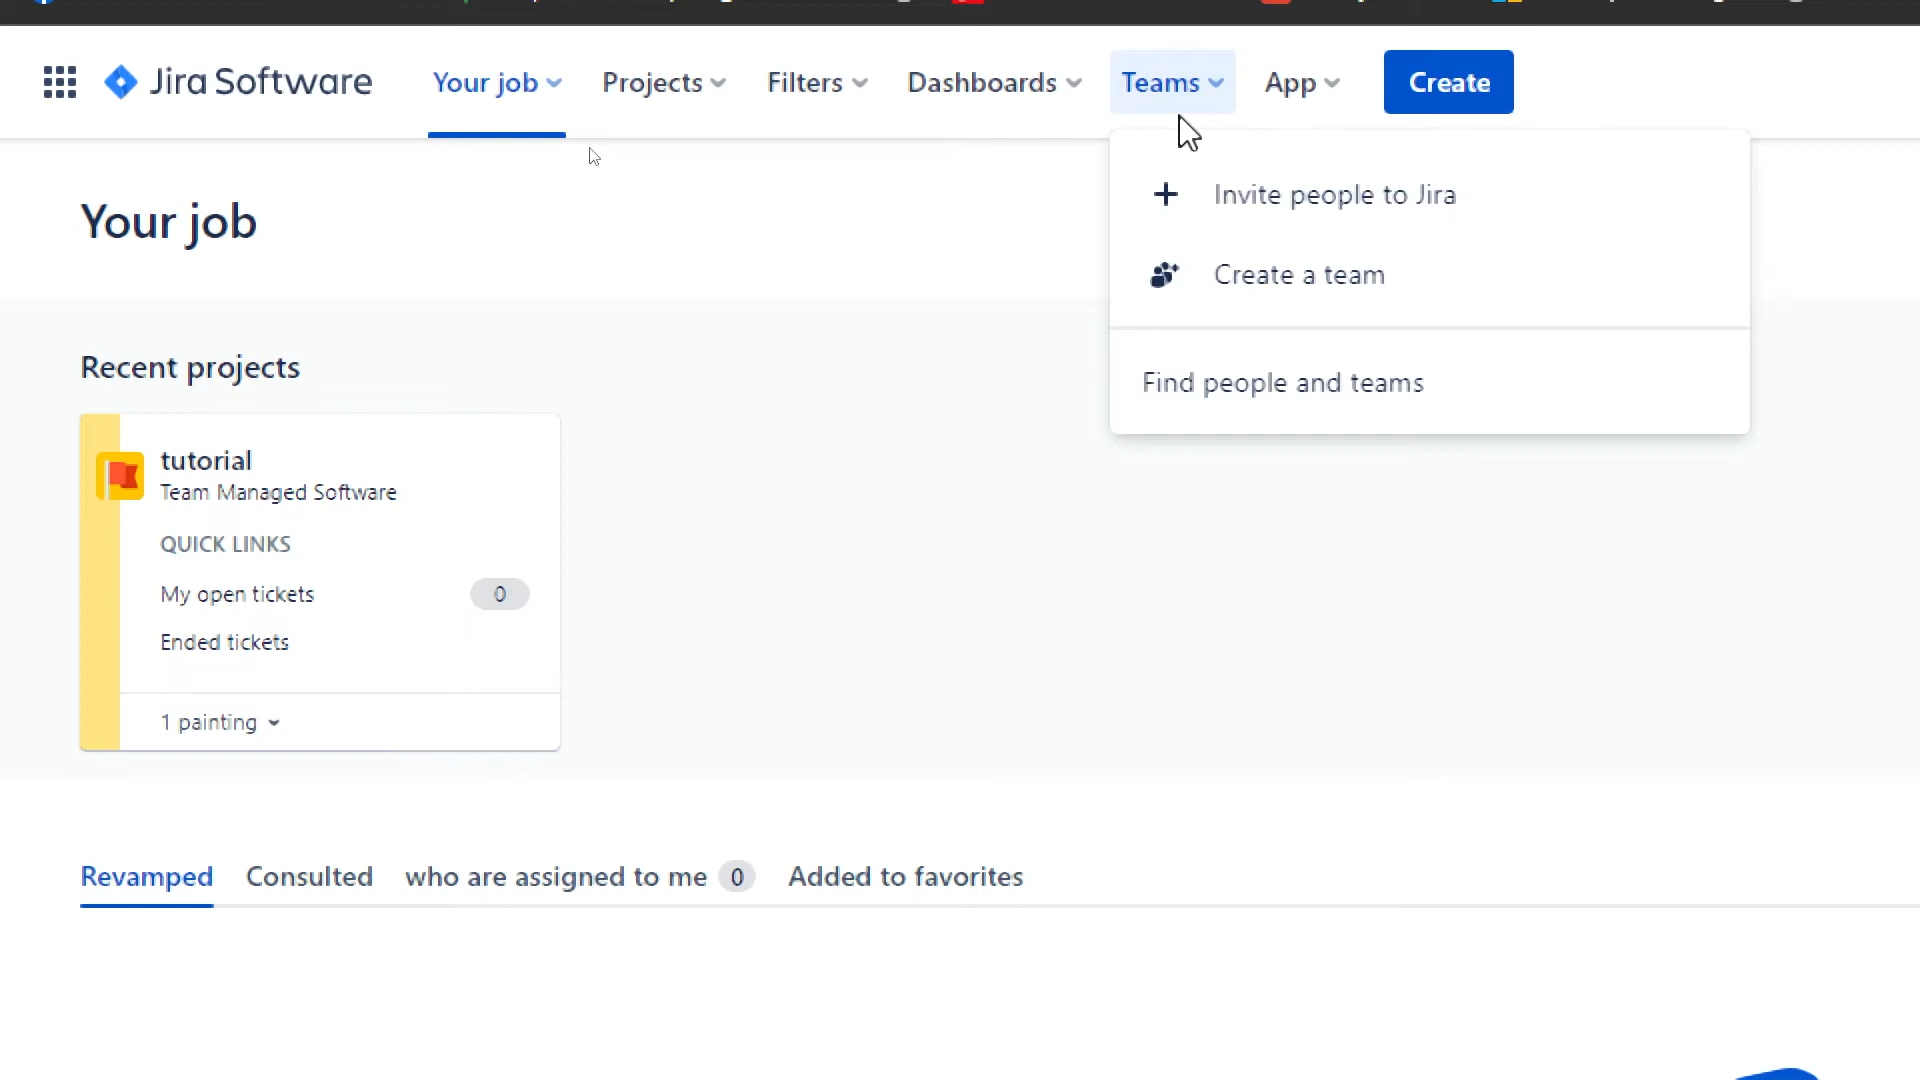 Jira Software Your job Projects Filters Dashboards Teams App Create
Invite people to Jira
Your job
Create a team
Recent projects
Find people and teams
tutorial
Team Managed Software
QUICK LINKS
My open tickets 0
Ended tickets
1 painting
Revamped Consulted who are assigned to me 0 Added to favorites